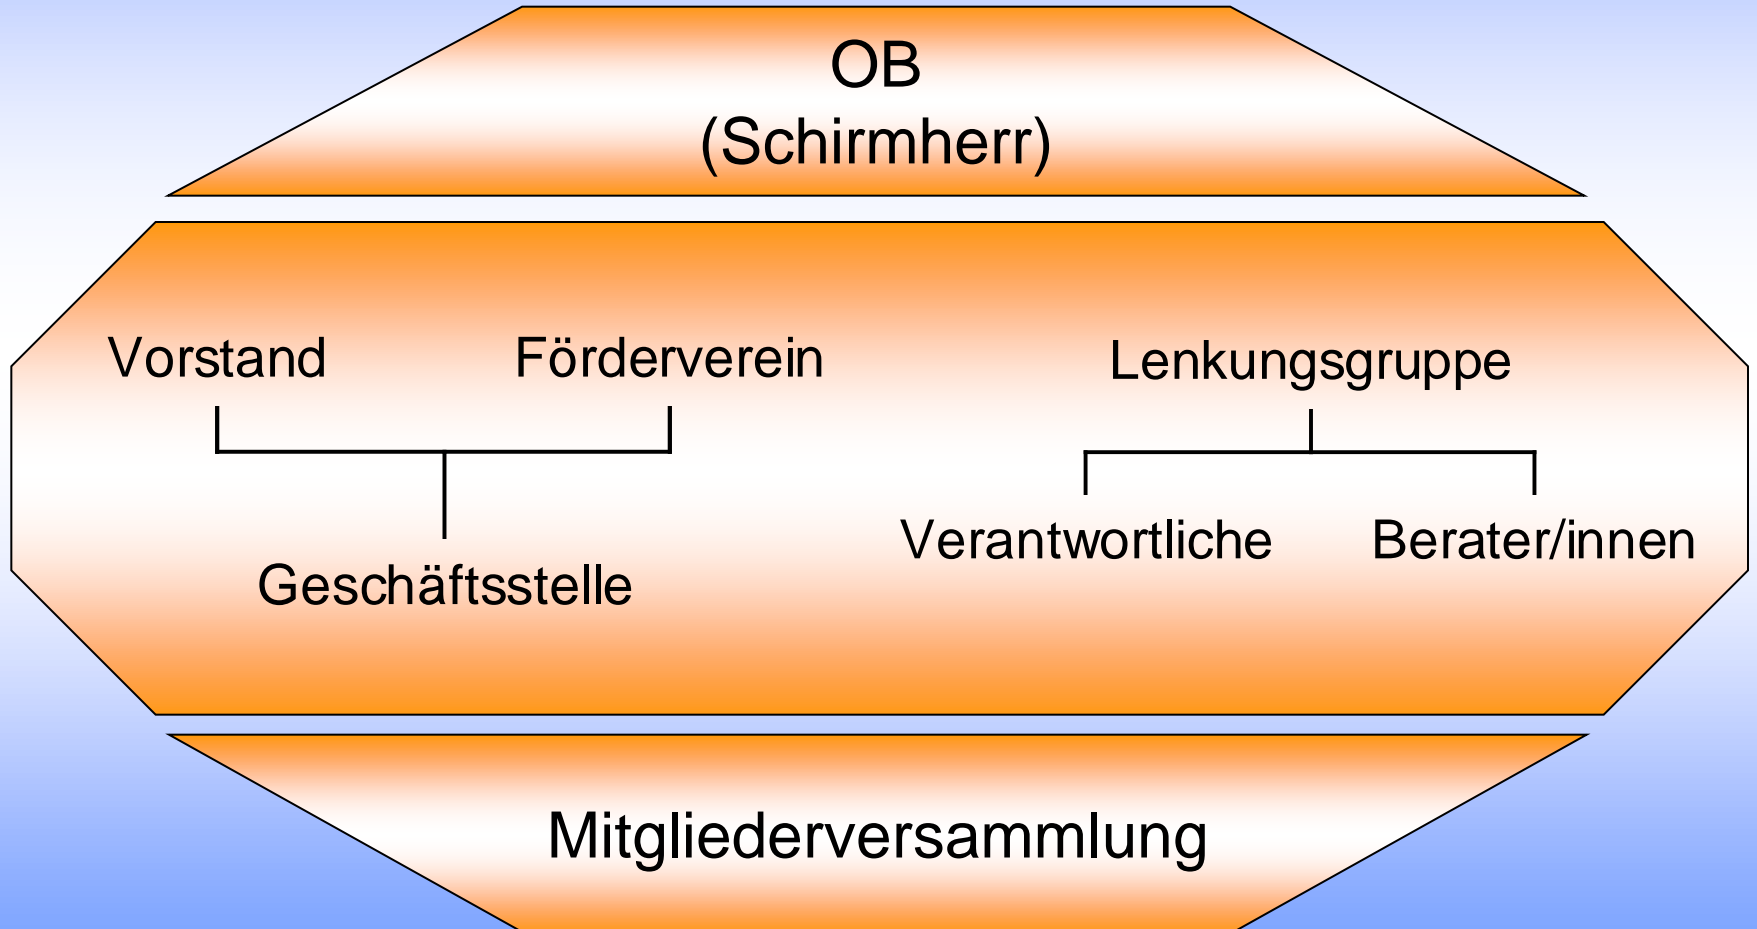 OB
(Schirmherr)
Vorstand
Förderverein
Lenkungsgruppe
Geschäftsstelle
Verantwortliche
Berater/innen
Mitgliederversammlung